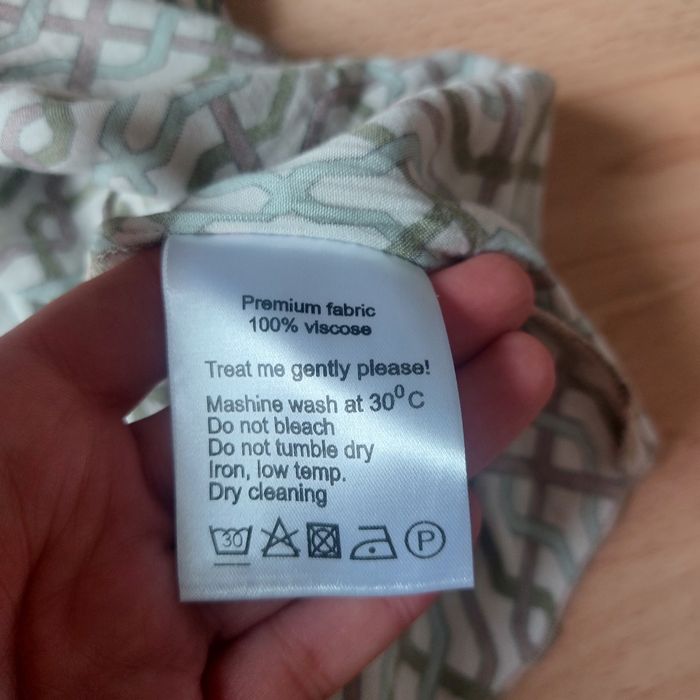 Premium fabric
100% viscose
Treat me gently please!
Mashine wash at 30⁰ C
Do not bleach
Do not tumble dry
Iron, low temp.
Dry cleaning
30 P